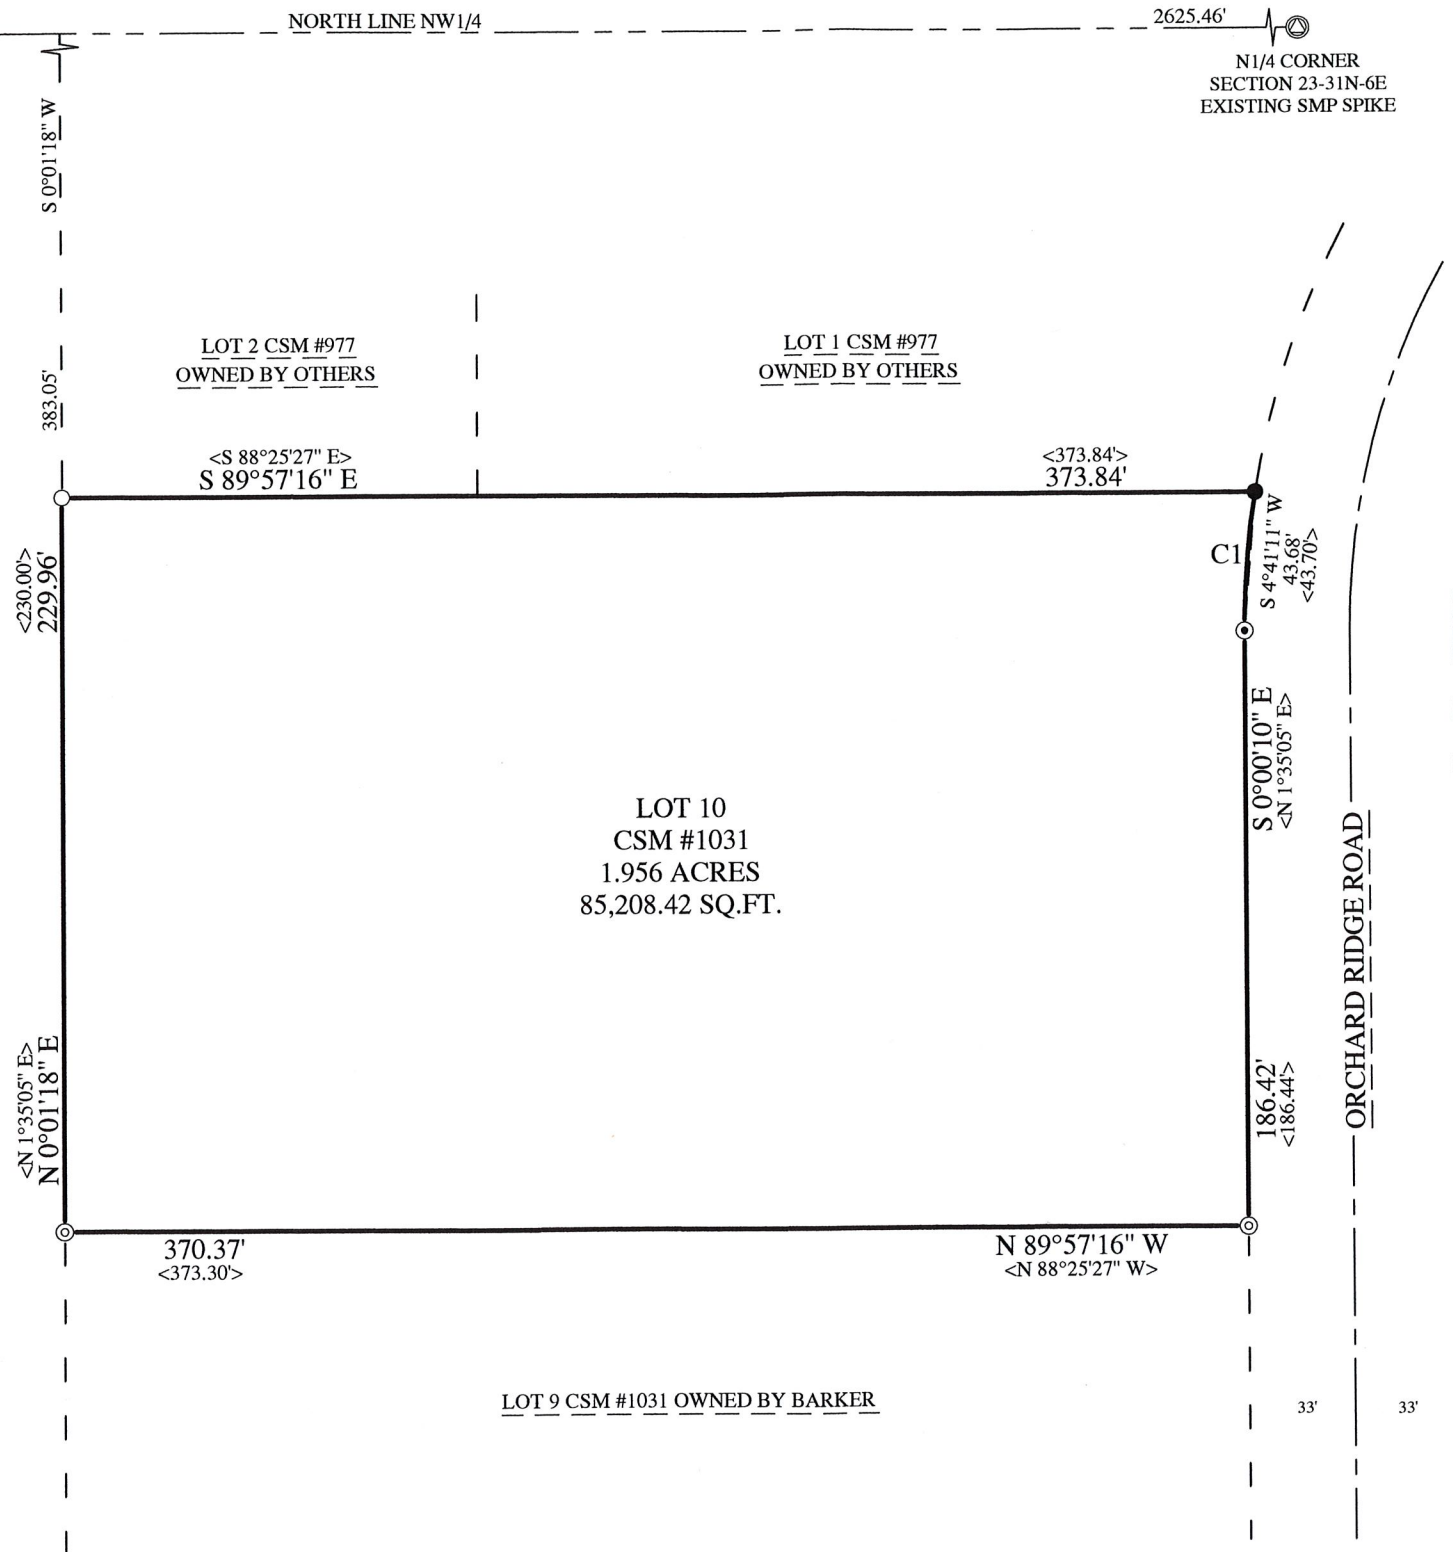 NORTH LINE NW1/4
2625.46'
N1/4 CORNER
SECTION 23-31N-6E
EXISTING SMP SPIKE
S 0°01'18" W
383.05'
LOT 2 CSM #977
OWNED BY OTHERS
LOT 1 CSM #977
OWNED BY OTHERS
<S 88°25'27" E>
S 89°57'16" E
<373.84'>
373.84'
<230.00'>
229.96'
C1
S 4°41'11" W
43.68'
<43.70'>
S 0°00'10" E
<N 1°35'05" E>
LOT 10
CSM #1031
1.956 ACRES
85,208.42 SQ.FT.
ORCHARD RIDGE ROAD
<N 1°35'05" E>
N 0°01'18" E
186.42'
<186.44'>
370.37'
<373.30'>
N 89°57'16" W
<N 88°25'27" W>
LOT 9 CSM #1031 OWNED BY BARKER
33'
33'